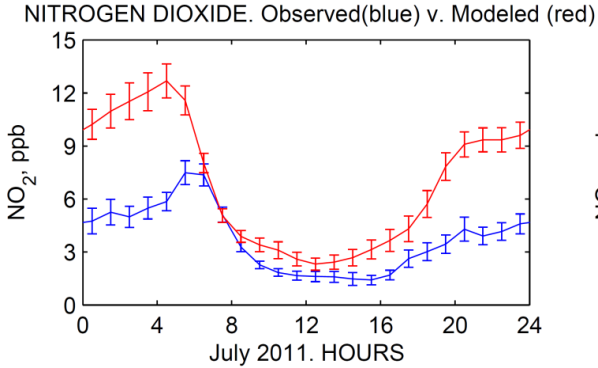 NITROGEN DIOXIDE. Observed(blue) v. Modeled (red)
15
12
9
6
3
0
NO2, ppb
0 4 8 12 16 20 24
July 2011. HOURS